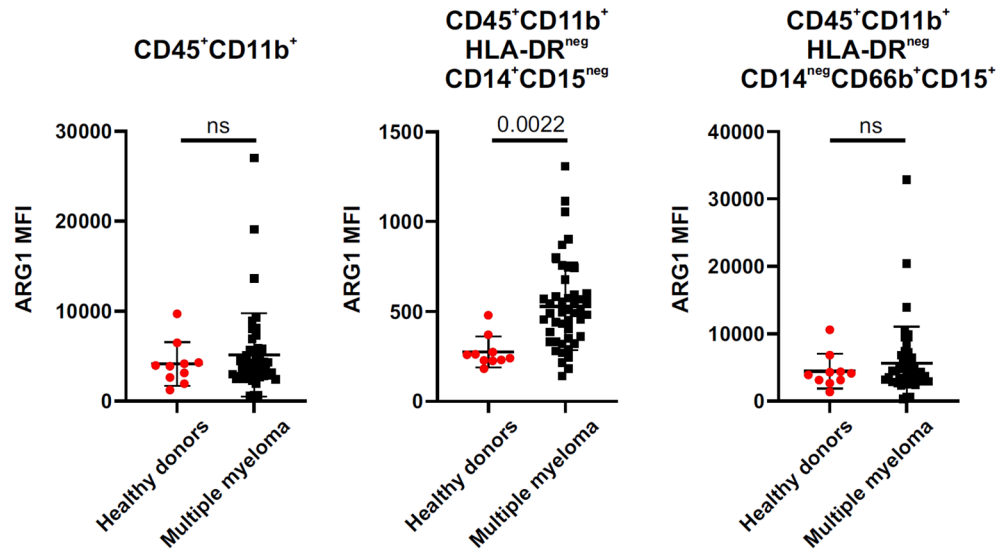 CD45⁺CD11b⁺
ns
30000
20000
10000
0
ARG1 MFI
Healthy donors
Multiple myeloma
CD45⁺CD11b⁺
HLA-DRⁿᵉᵍ
CD14⁺CD15ⁿᵉᵍ
0.0022
1500
1000
500
0
ARG1 MFI
Healthy donors
Multiple myeloma
CD45⁺CD11b⁺
HLA-DRⁿᵉᵍ
CD14ⁿᵉᵍCD66b⁺CD15⁺
ns
40000
30000
20000
10000
0
ARG1 MFI
Healthy donors
Multiple myeloma